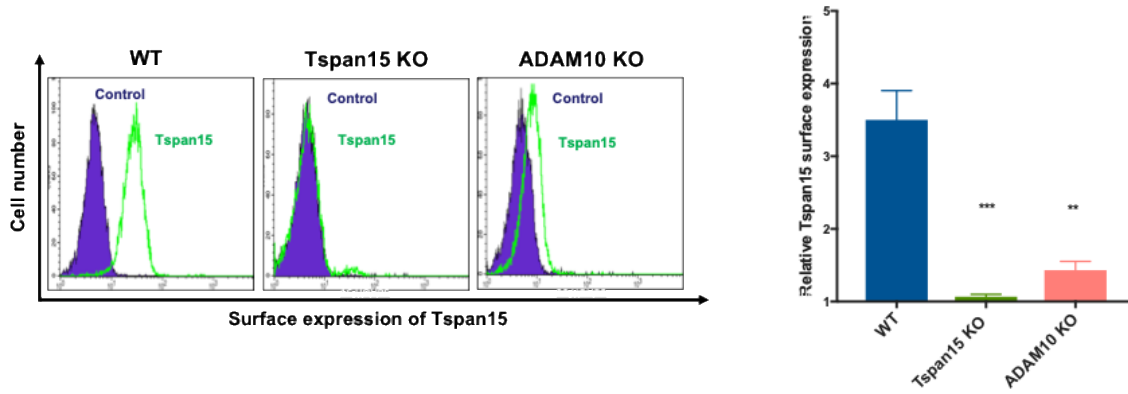 WT
Tspan15 KO
ADAM10 KO
Control
Tspan15
Control
Tspan15
Control
Tspan15
Cell number
Surface expression of Tspan15
Relative Tspan15 surface expression
5
4
3
2
1
***
**
WT
Tspan15 KO
ADAM10 KO